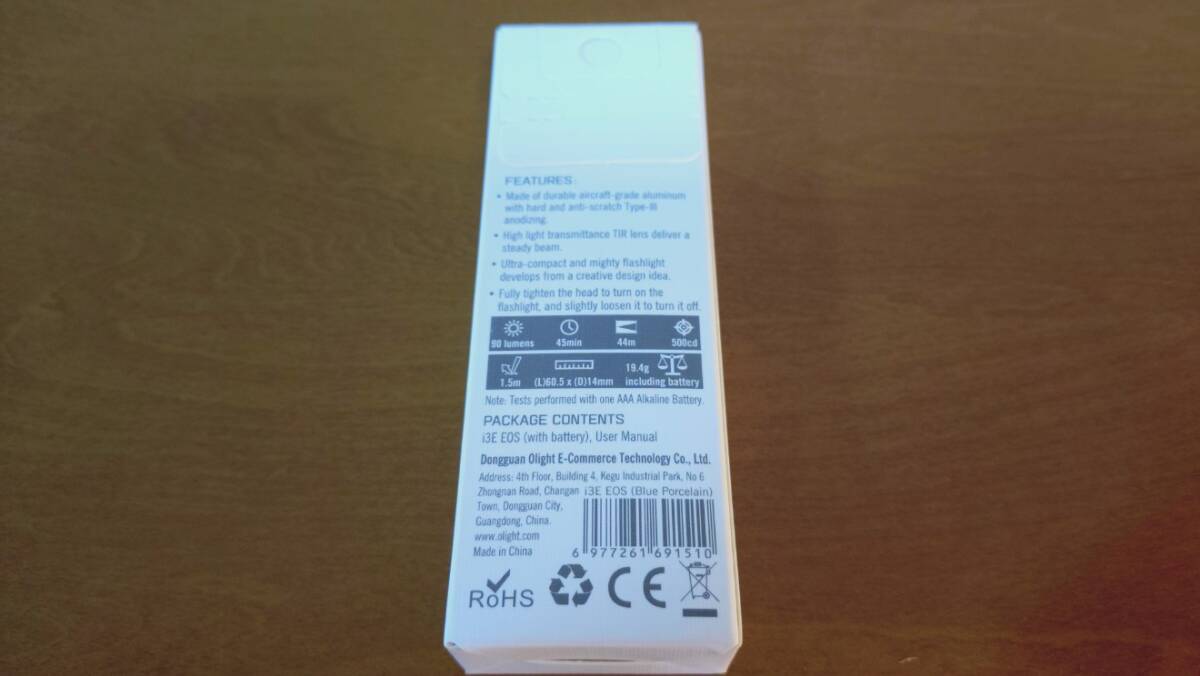 FEATURES:
• Made of durable aircraft-grade aluminum
with hard and anti-scratch Type-III
anodizing.
• High light transmittance TIR lens deliver a
steady beam.
• Ultra-compact and mighty flashlight
develops from a creative design idea.
• Fully tighten the head to turn on the
flashlight, and slightly loosen it to turn it off.
90 lumens 45min 44m 500cd
1.5m (L)60.5 x (D)14mm 19.4g including battery
Note: Tests performed with one AAA Alkaline Battery.
PACKAGE CONTENTS
i3E EOS (with battery), User Manual
Dongguan Olight E-Commerce Technology Co., Ltd.
Address: 4th Floor, Building 4, Kegu Industrial Park, No 6
Zhongnan Road, Changan
Town, Dongguan City,
Guangdong, China.
www.olight.com
Made in China
i3E EOS (Blue Porcelain)
6 977261 691510
RoHS CE